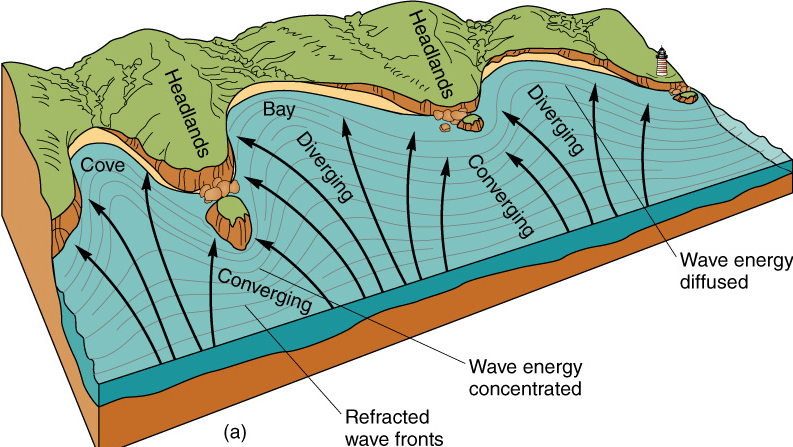 Headlands
Headlands
Bay
Cove
Diverging
Diverging
Converging
Converging
Wave energy
diffused
Wave energy
concentrated
Refracted
wave fronts
(a)